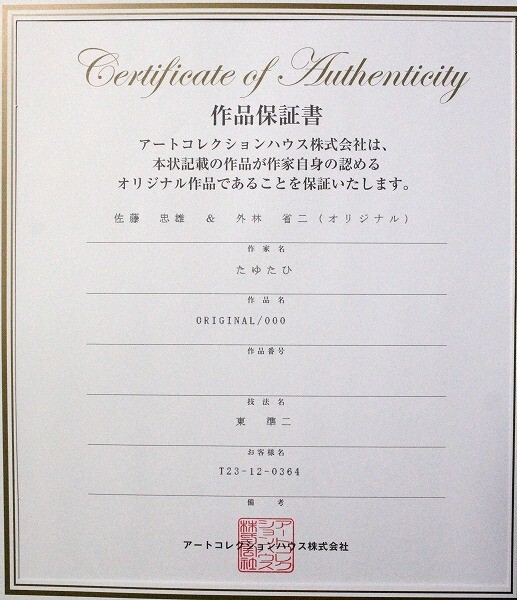 Certificate of Authenticity
作品保証書
アートコレクションハウス株式会社は、
本状記載の作品が作家自身の認める
オリジナル作品であることを保証いたします。
佐藤 忠雄 & 外林 省二(オリジナル)
作家名
たゆたひ
作品名
ORIGINAL/000
作品番号
技法名
東 準二
お客様名
T23-12-0364
備考
アートコレクションハウス株式会社